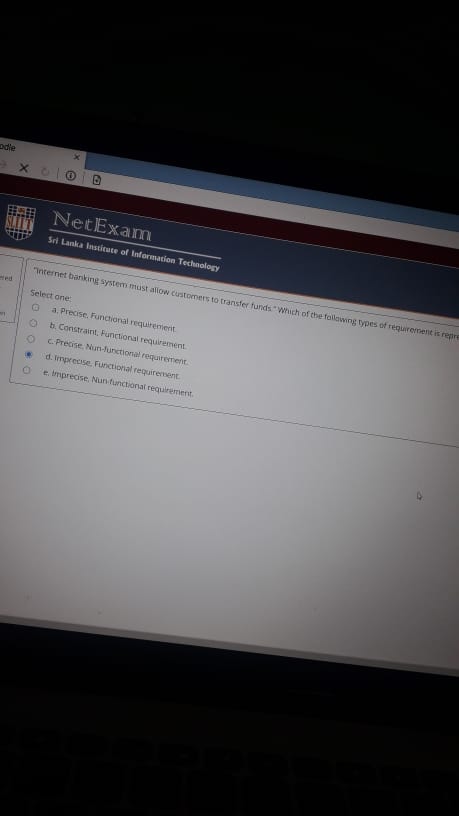 odle
NetExam
Sri Lanka Institute of Information Technology
ered
"Internet banking system must allow customers to transfer funds." Which of the following types of requirement is repre
Select one:
a. Precise, Functional requirement.
b. Constraint, Functional requirement.
c. Precise, Nun-functional requirement.
d. Imprecise, Functional requirement.
e. Imprecise, Nun-functional requirement.